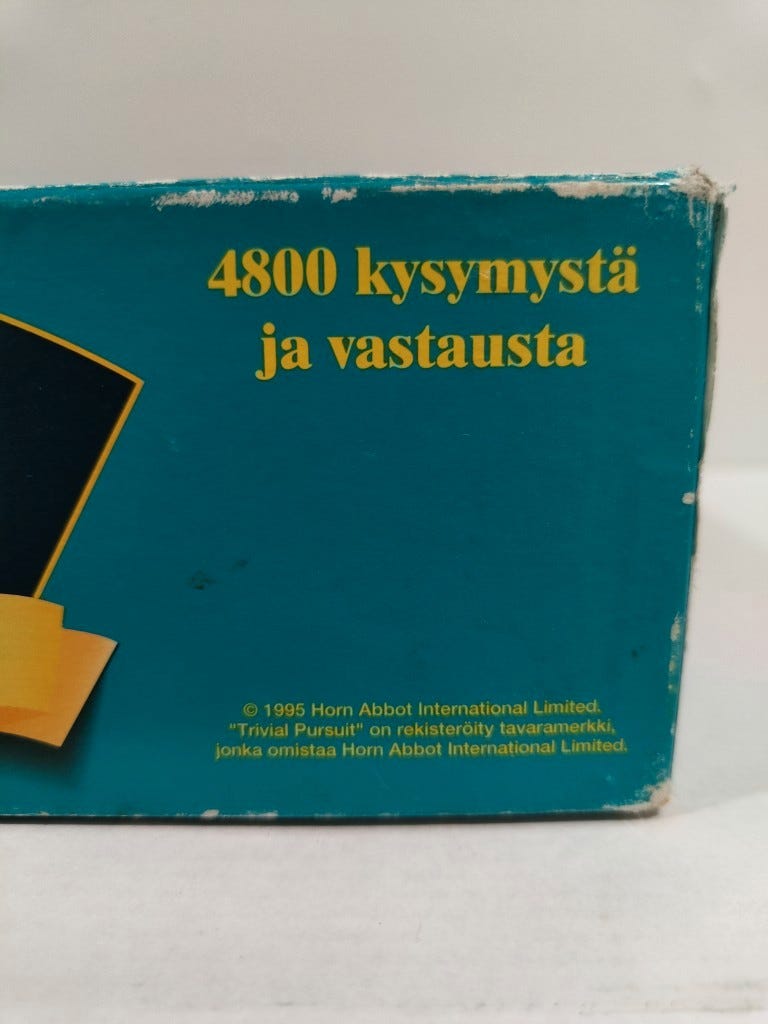 4800 kysymystä
ja vastausta
© 1995 Horn Abbot International Limited.
"Trivial Pursuit" on rekisteröity tavaramerkki,
jonka omistaa Horn Abbot International Limited.